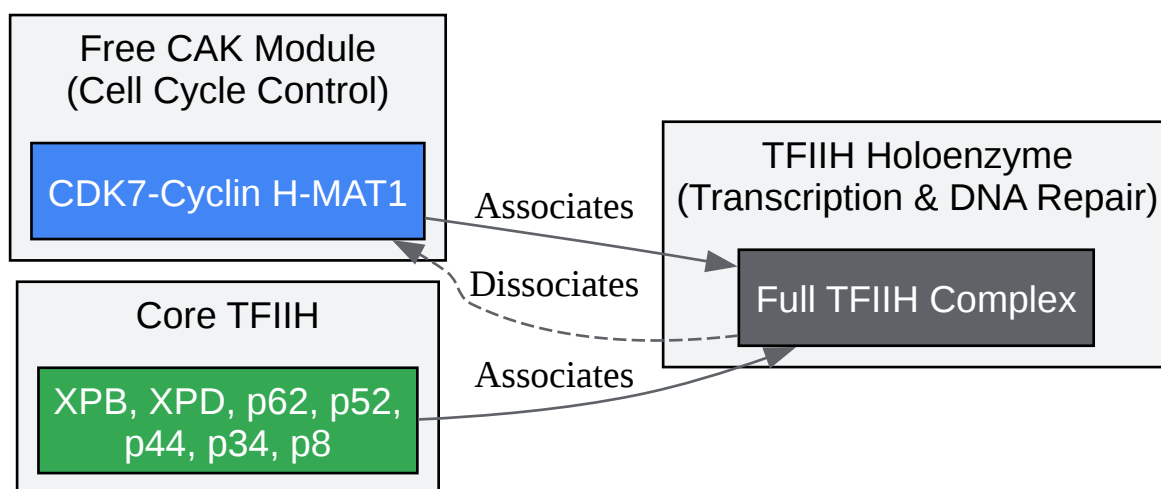 Free CAK Module
(Cell Cycle Control)
CDK7-Cyclin H-MAT1
Associates
Dissociates
Associates
Core TFIIH
XPB, XPD, p62, p52,
p44, p34, p8
TFIIH Holoenzyme
(Transcription & DNA Repair)
Full TFIIH Complex